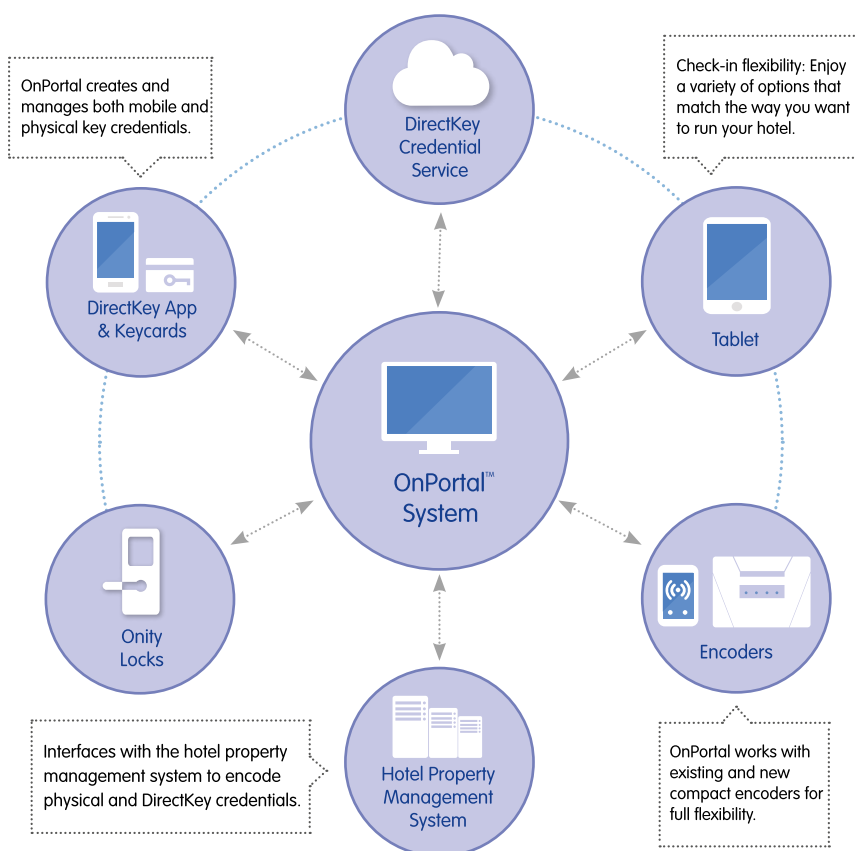 DirectKey
Credential
Service
OnPortal creates and
manages both mobile and
physical key credentials.
Check-in flexibility: Enjoy
a variety of options that
match the way you want
to run your hotel.
DirectKey App
& Keycards
Tablet
OnPortal™
System
Onity
Locks
Encoders
Interfaces with the hotel property
management system to encode
physical and DirectKey credentials.
Hotel Property
Management
System
OnPortal works with
existing and new
compact encoders for
full flexibility.